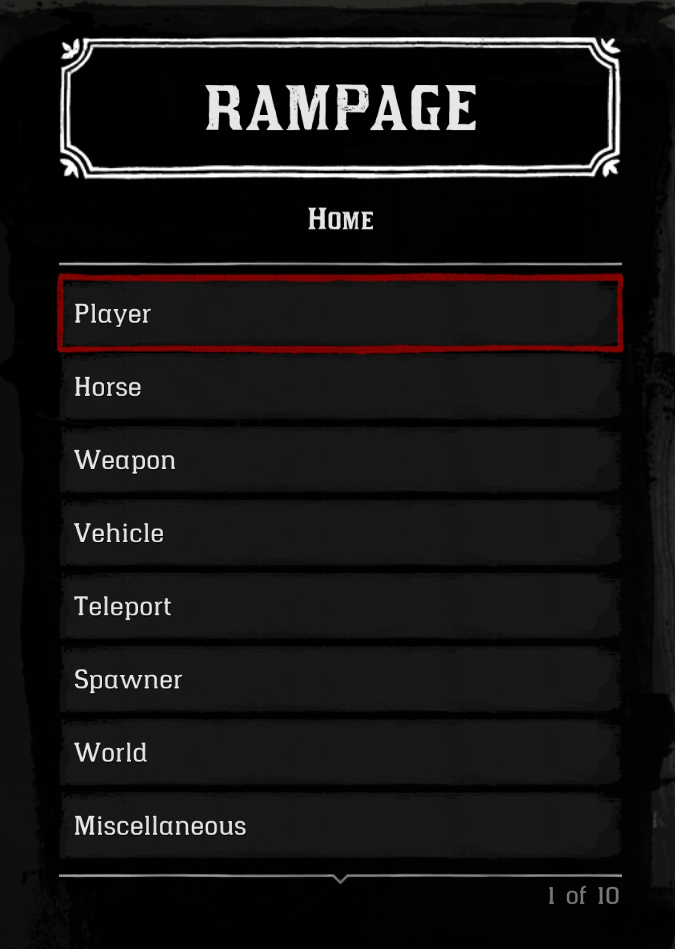 RAMPAGE
HOME
Player
Horse
Weapon
Vehicle
Teleport
Spawner
World
Miscellaneous
1 of 10